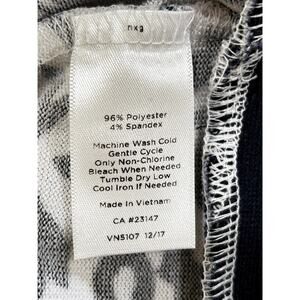 nxg
96% Polyester
4% Spandex
Machine Wash Cold
Gentle Cycle
Only Non-Chlorine
Bleach When Needed
Tumble Dry Low
Cool Iron If Needed
Made In Vietnam
CA #23147
VN5107 12/17